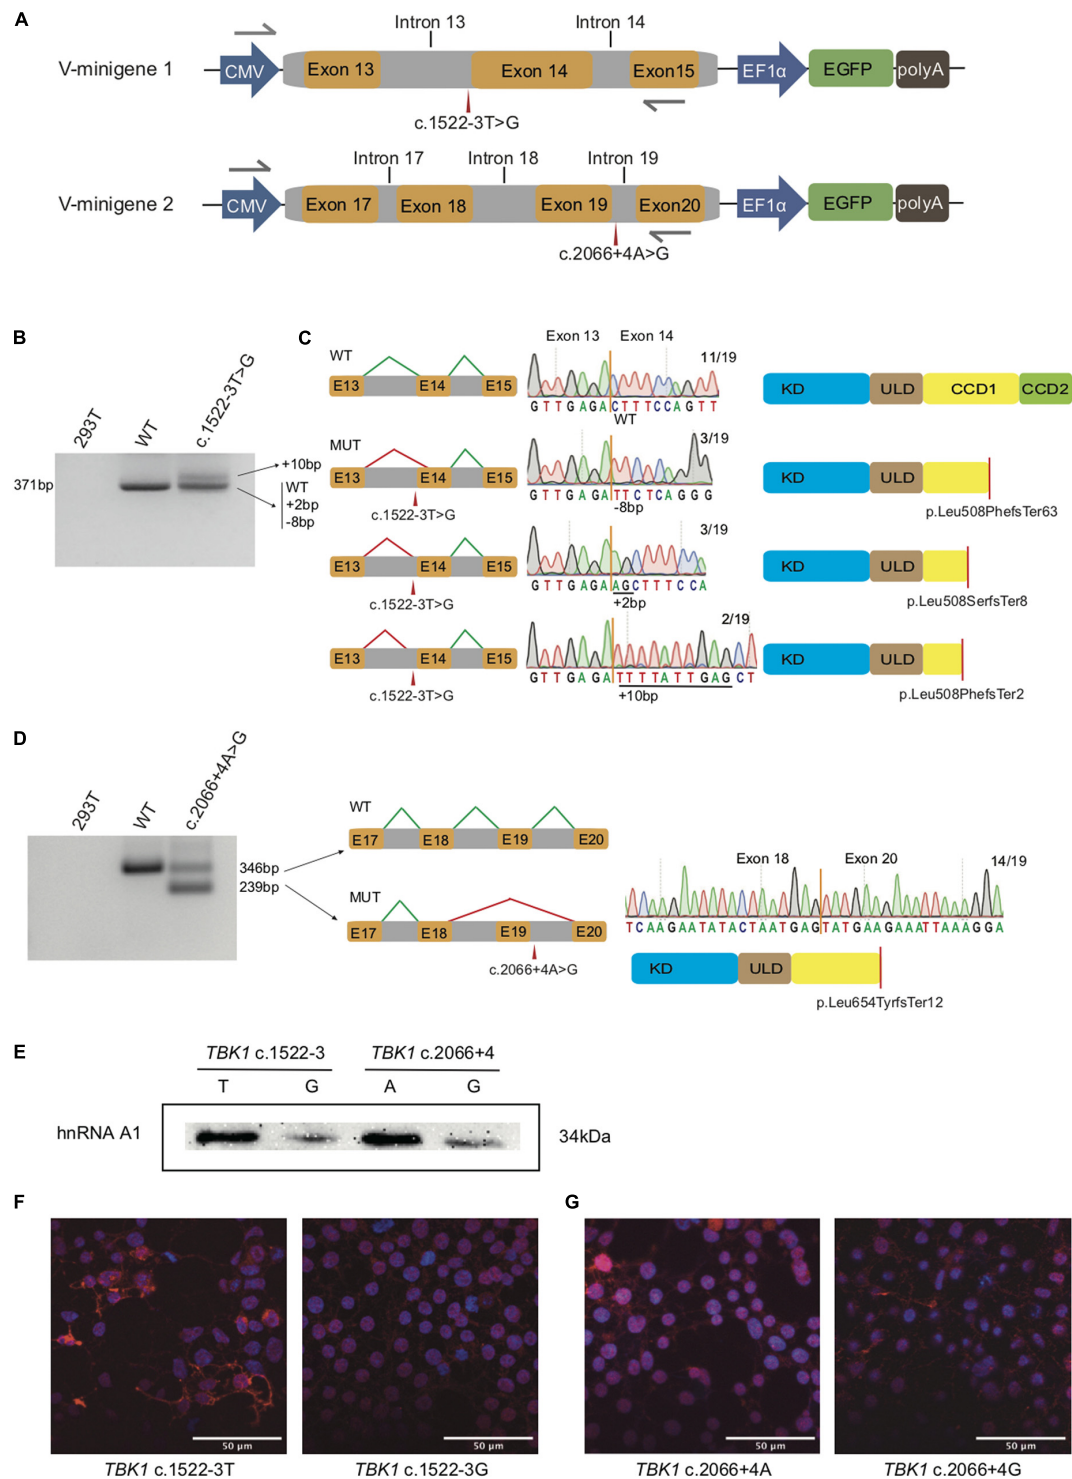 A
Intron 13
Intron 14
V-minigene 1
CMV
Exon 13
Exon 14
Exon15
EF1α
EGFP
polyA
c.1522-3T>G
Intron 17
Intron 18
Intron 19
V-minigene 2
CMV
Exon 17
Exon 18
Exon 19
Exon20
EF1α
EGFP
polyA
c.2066+4A>G
B
293T
WT
c.1522-3T>G
371bp
+10bp
WT
+2bp
-8bp
C
WT
E13
E14
E15
Exon 13
Exon 14
11/19
GTTGAGACTTTCCAGTT
WT
KD
ULD
CCD1
CCD2
MUT
E13
E14
E15
c.1522-3T>G
3/19
GTTGAGATTCTCAGGG
-8bp
KD
ULD
p.Leu508PhefsTer63
E13
E14
E15
c.1522-3T>G
3/19
GTTGAGAAGCTTTCCA
+2bp
KD
ULD
p.Leu508SerfsTer8
E13
E14
E15
c.1522-3T>G
2/19
GTTGAGATTTTATTGAGCT
+10bp
KD
ULD
p.Leu508PhefsTer2
D
293T
WT
c.2066+4A>G
346bp
239bp
WT
E17
E18
E19
E20
MUT
E17
E18
E19
E20
c.2066+4A>G
Exon 18
Exon 20
14/19
TCAAGAATATACTAATGAGTATGAAGAAATTAAAGGA
KD
ULD
p.Leu654TyrfsTer12
E
TBK1 c.1522-3
TBK1 c.2066+4
T
G
A
G
hnRNA A1
34kDa
F
50 µm
50 µm
TBK1 c.1522-3T
TBK1 c.1522-3G
G
50 µm
50 µm
TBK1 c.2066+4A
TBK1 c.2066+4G